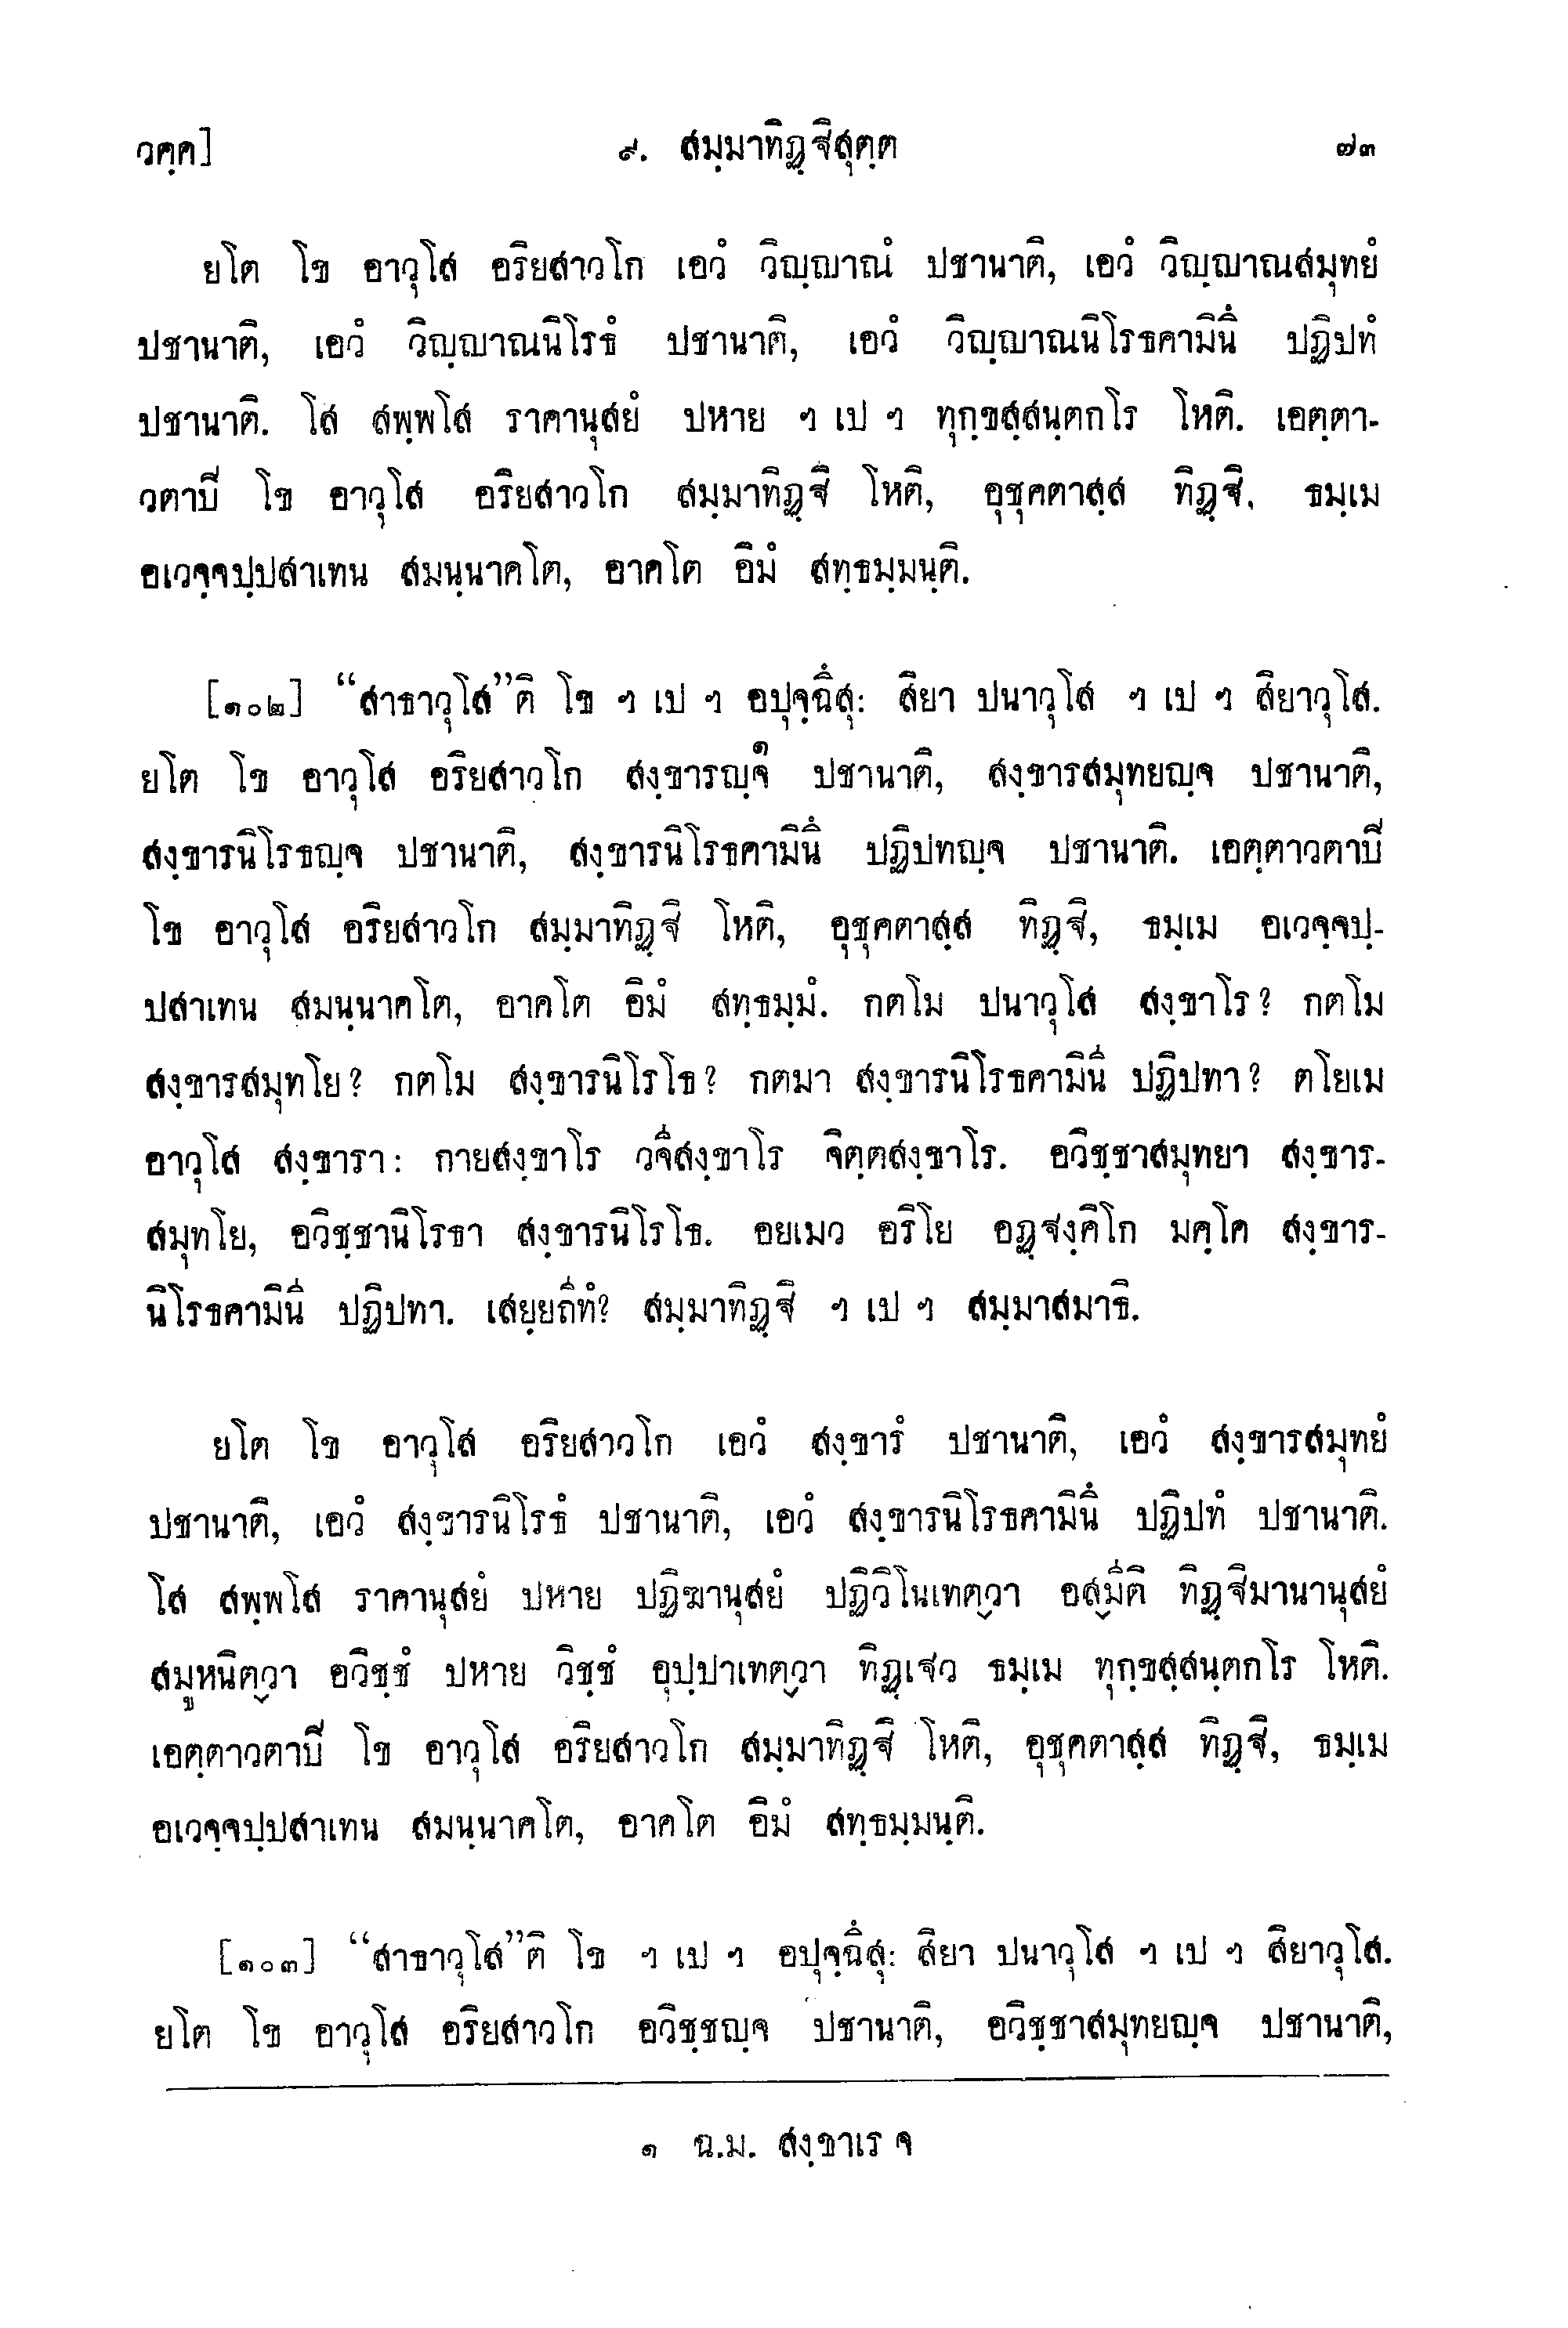 วคฺค]
๙. สมฺมาทิฏฺฐิสุตฺต
๗๓
ยโต โข อาวุโส อริยสาวโก เอวํ วิญฺญาณํ ปชานาติ, เอวํ วิญฺญาณสมุทยํ
ปชานาติ, เอวํ วิญฺญาณนิโรธํ ปชานาติ, เอวํ วิญฺญาณนิโรธคามินึ ปฏิปทํ
ปชานาติ. โส สพฺพโส ราคานุสยํ ปหาย ฯ เป ฯ ทุกฺขสฺสนฺตกโร โหติ. เอตฺตา-
วตาปี โข อาวุโส อริยสาวโก สมฺมาทิฏฺฐิ โหติ, อุชุคตาสฺส ทิฏฺฐิ, ธมฺเม
อเวจฺจปฺปสาเทน สมนฺนาคโต, อาคโต อิมํ สทฺธมฺมนฺติ.
[๑๐๒] “สาธาวุโส”ติ โข ฯ เป ฯ อปุจฺฉึสุ: สิยา ปนาวุโส ฯ เป ฯ สิยาวุโส.
ยโต โข อาวุโส อริยสาวโก สงฺขารญฺจ๑ ปชานาติ, สงฺขารสมุทยญฺจ ปชานาติ,
สงฺขารนิโรธญฺจ ปชานาติ, สงฺขารนิโรธคามินึ ปฏิปทญฺจ ปชานาติ. เอตฺตาวตาปี
โข อาวุโส อริยสาวโก สมฺมาทิฏฺฐิ โหติ, อุชุคตาสฺส ทิฏฺฐิ, ธมฺเม อเวจฺจปฺ-
ปสาเทน สมนฺนาคโต, อาคโต อิมํ สทฺธมฺมํ. กตโม ปนาวุโส สงฺขาโร? กตโม
สงฺขารสมุทโย? กตโม สงฺขารนิโรโธ? กตมา สงฺขารนิโรธคามินี ปฏิปทา? ตโยเม
อาวุโส สงฺขารา: กายสงฺขาโร วจีสงฺขาโร จิตฺตสงฺขาโร. อวิชฺชาสมุทยา สงฺขาร-
สมุทโย, อวิชฺชานิโรธา สงฺขารนิโรโธ. อยเมว อริโย อฏฺฐงฺคิโก มคฺโค สงฺขาร-
นิโรธคามินี ปฏิปทา. เสยฺยถีทํ? สมฺมาทิฏฺฐิ ฯ เป ฯ สมฺมาสมาธิ.
ยโต โข อาวุโส อริยสาวโก เอวํ สงฺขารํ ปชานาติ, เอวํ สงฺขารสมุทยํ
ปชานาติ, เอวํ สงฺขารนิโรธํ ปชานาติ, เอวํ สงฺขารนิโรธคามินึ ปฏิปทํ ปชานาติ.
โส สพฺพโส ราคานุสยํ ปหาย ปฏิฆานุสยํ ปฏิวิโนเทตฺวา อสฺมีติ ทิฏฺฐิมานานุสยํ
สมูหนิตฺวา อวิชฺชํ ปหาย วิชฺชํ อุปฺปาเทตฺวา ทิฏฺเฐว ธมฺเม ทุกฺขสฺสนฺตกโร โหติ.
เอตฺตาวตาปี โข อาวุโส อริยสาวโก สมฺมาทิฏฺฐิ โหติ, อุชุคตาสฺส ทิฏฺฐิ, ธมฺเม
อเวจฺจปฺปสาเทน สมนฺนาคโต, อาคโต อิมํ สทฺธมฺมนฺติ.
[๑๐๓] “สาธาวุโส”ติ โข ฯ เป ฯ อปุจฺฉึสุ: สิยา ปนาวุโส ฯ เป ฯ สิยาวุโส.
ยโต โข อาวุโส อริยสาวโก อวิชฺชญฺจ ปชานาติ, อวิชฺชาสมุทยญฺจ ปชานาติ,
๑ ฉ.ม. สงฺขาเร จ